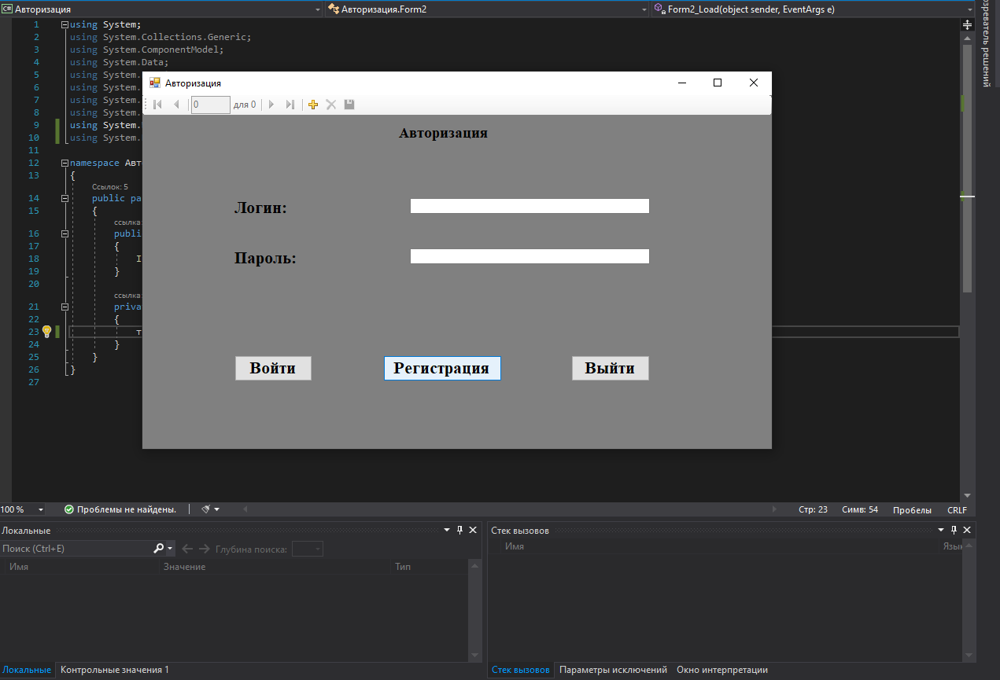 C# Авторизация Авторизация.Form2 Form2_Load(object sender, EventArgs e)
1 using System;
2 using System.Collections.Generic;
3 using System.ComponentModel;
4 using System.Data;
5 using System.
6 using System.
7 using System.
8 using System.
9 using System.
10 using System.
11
12 namespace Авт
13 {
Ссылок: 5
14 public pa
15 {
ссылка:
16 publi
17 {
18 I
19 }
20
ссылка:
21 priva
22 {
23 т
24 }
25 }
26 }
27
Авторизация
0 для 0
Авторизация
Логин:
Пароль:
Войти Регистрация Выйти
зреватель решений
100 % Проблемы не найдены. Стр: 23 Симв: 54 Пробелы CRLF
Локальные Стек вызовов
Поиск (Ctrl+E) Глубина поиска:
Имя Значение Тип Имя Язык
Локальные Контрольные значения 1 Стек вызовов Параметры исключений Окно интерпретации